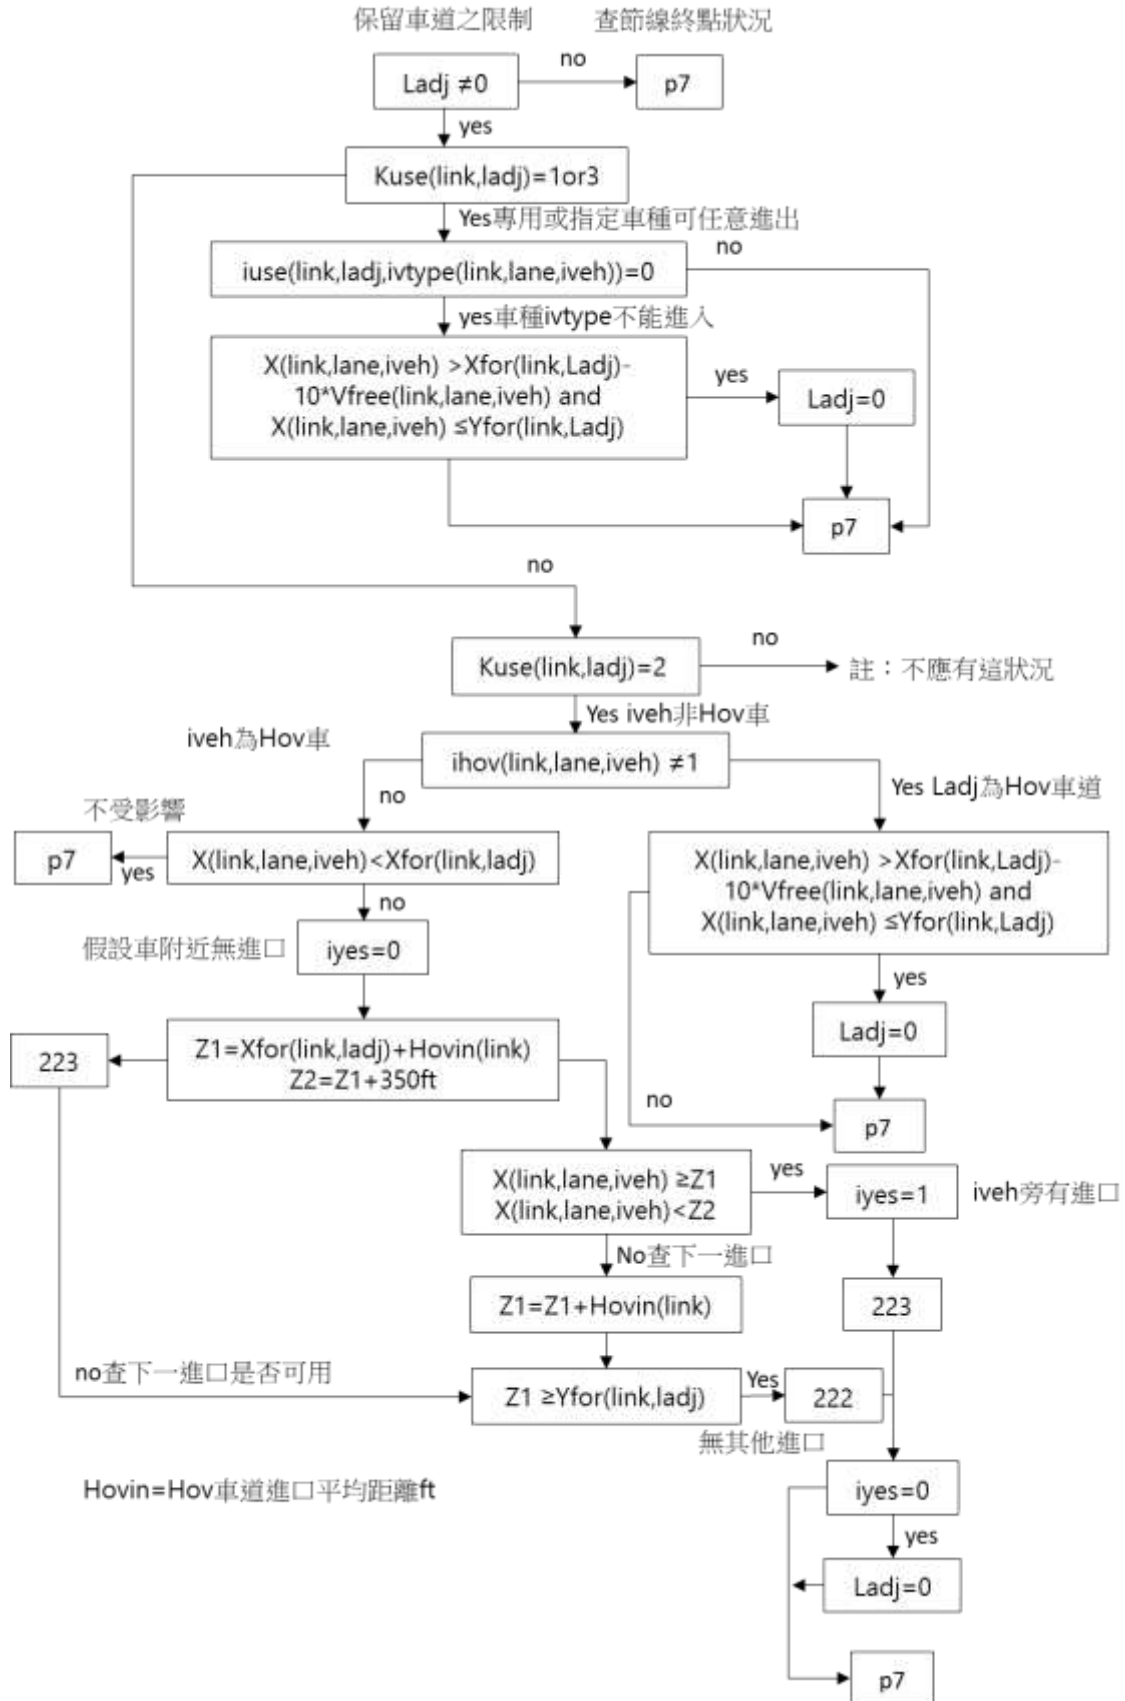 保留車道之限制
查節線終點狀況
Ladj ≠0
no
p7
yes
Kuse(link,ladj)=1or3
Yes專用或指定車種可任意進出
iuse(link,ladj,ivtype(link,lane,iveh))=0
no
yes車種ivtype不能進入
X(link,lane,iveh) >Xfor(link,Ladj)-
10*Vfree(link,lane,iveh) and
X(link,lane,iveh) ≤Yfor(link,Ladj)
yes
Ladj=0
p7
no
Kuse(link,ladj)=2
no
註：不應有這狀況
Yes iveh非Hov車
iveh為Hov車
ihov(link,lane,iveh) ≠1
no
Yes Ladj為Hov車道
不受影響
p7
yes
X(link,lane,iveh)<Xfor(link,ladj)
X(link,lane,iveh) >Xfor(link,Ladj)-
10*Vfree(link,lane,iveh) and
X(link,lane,iveh) ≤Yfor(link,Ladj)
no
假設車附近無進口
iyes=0
yes
Ladj=0
223
Z1=Xfor(link,ladj)+Hovin(link)
Z2=Z1+350ft
no
p7
X(link,lane,iveh) ≥Z1
X(link,lane,iveh)<Z2
yes
iyes=1
iveh旁有進口
No查下一進口
Z1=Z1+Hovin(link)
223
no查下一進口是否可用
Z1 ≥Yfor(link,ladj)
Yes
222
無其他進口
Hovin=Hov車道進口平均距離ft
iyes=0
yes
Ladj=0
p7